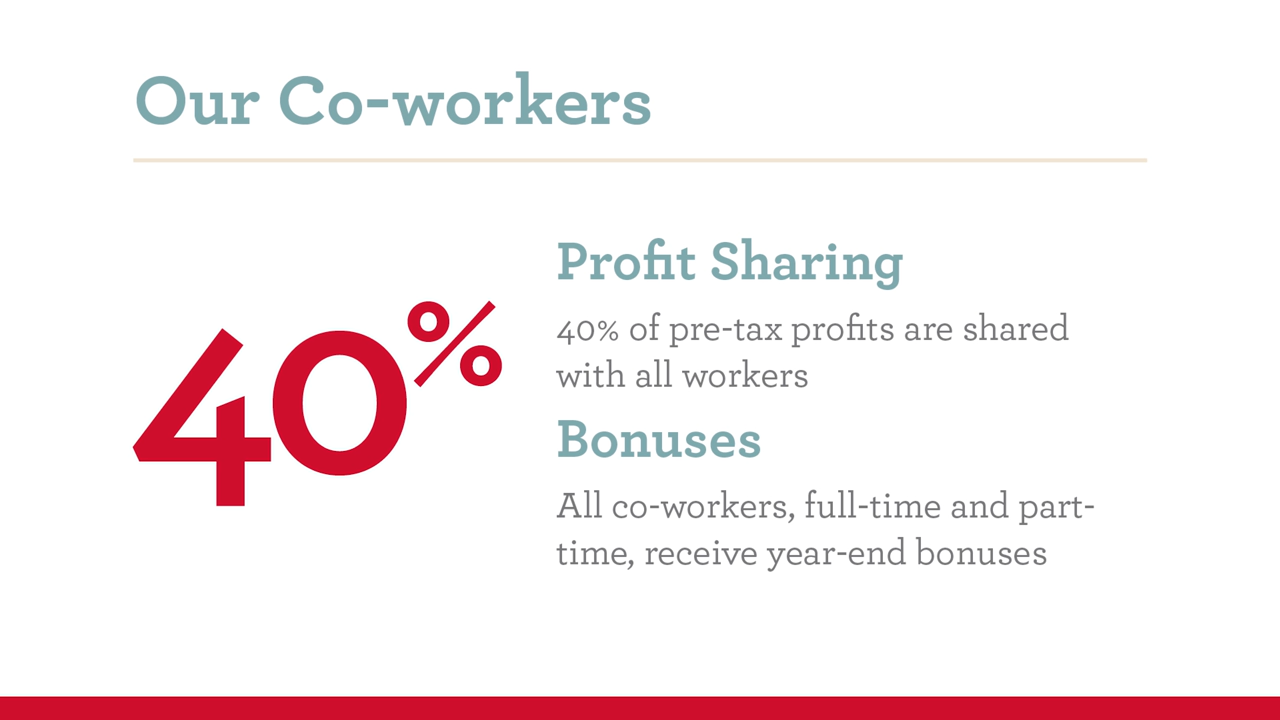 Our Co-workers
40%
Profit Sharing
40% of pre-tax profits are shared
with all workers
Bonuses
All co-workers, full-time and part-
time, receive year-end bonuses